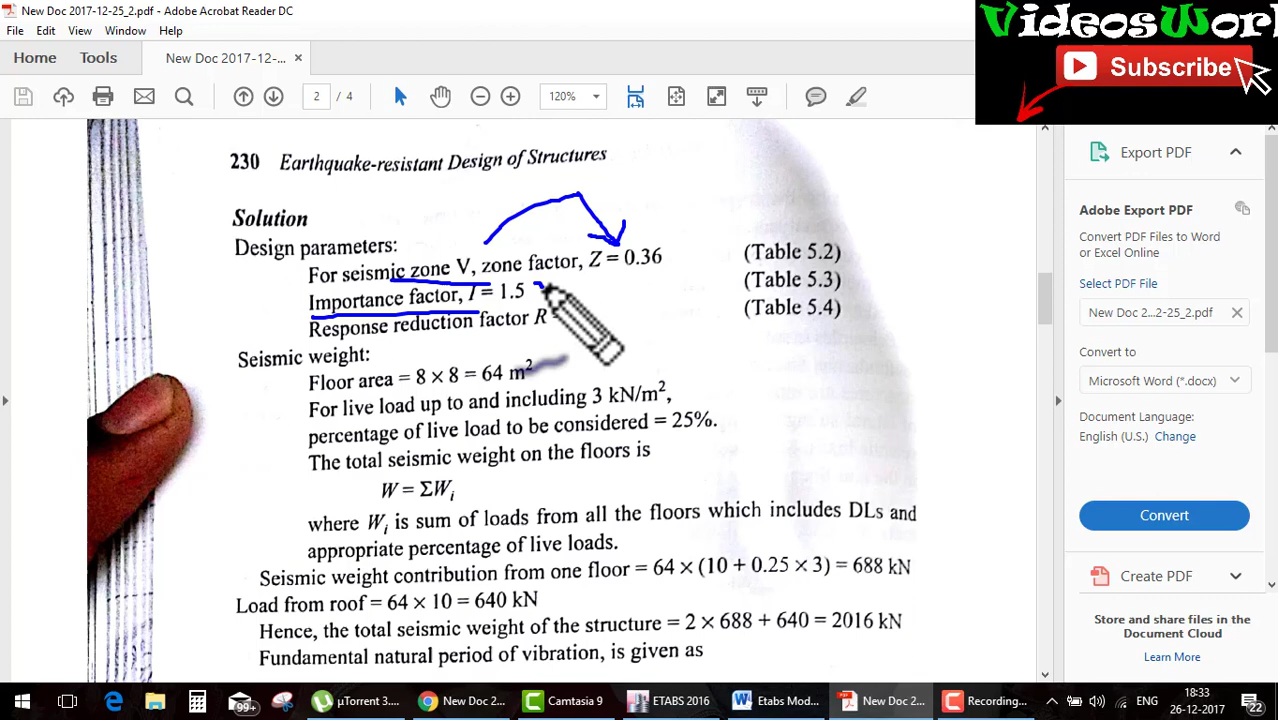 New Doc 2017-12-25_2.pdf - Adobe Acrobat Reader DC
VideosWorl
File Edit View Window Help
Subscribe
Home Tools New Doc 2017-12-... ×
2 / 4 120%
230 Earthquake-resistant Design of Structures
Solution
Design parameters:
For seismic zone V, zone factor, Z = 0.36 (Table 5.2)
Importance factor, I = 1.5 (Table 5.3)
Response reduction factor R (Table 5.4)
Seismic weight:
Floor area = 8 × 8 = 64 m²
For live load up to and including 3 kN/m²,
percentage of live load to be considered = 25%.
The total seismic weight on the floors is
W = ΣWi
where Wi is sum of loads from all the floors which includes DLs and
appropriate percentage of live loads.
Seismic weight contribution from one floor = 64 × (10 + 0.25 × 3) = 688 kN
Load from roof = 64 × 10 = 640 kN
Hence, the total seismic weight of the structure = 2 × 688 + 640 = 2016 kN
Fundamental natural period of vibration, is given as
Export PDF
Adobe Export PDF
Convert PDF Files to Word
or Excel Online
Select PDF File
New Doc 2...2-25_2.pdf ×
Convert to
Microsoft Word (*.docx)
Document Language:
English (U.S.) Change
Convert
Create PDF
Store and share files in the
Document Cloud
Learn More
99+ µTorrent 3.... New Doc 2... Camtasia 9 ETABS 2016 Etabs Mod... New Doc 2... Recording... ENG 18:33
26-12-2017 22